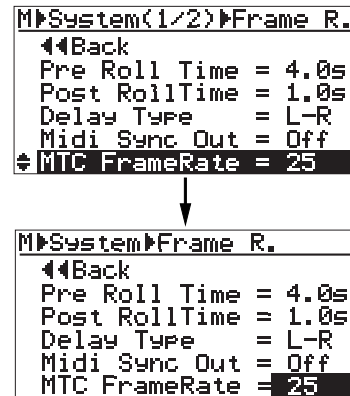 M▶System(1/2)▶Frame R.
◀◀Back
Pre Roll Time = 4.0s
Post RollTime = 1.0s
Delay Type = L-R
Midi Sync Out = Off
MTC FrameRate = 25
M▶System▶Frame R.
◀◀Back
Pre Roll Time = 4.0s
Post RollTime = 1.0s
Delay Type = L-R
Midi Sync Out = Off
MTC FrameRate = 25